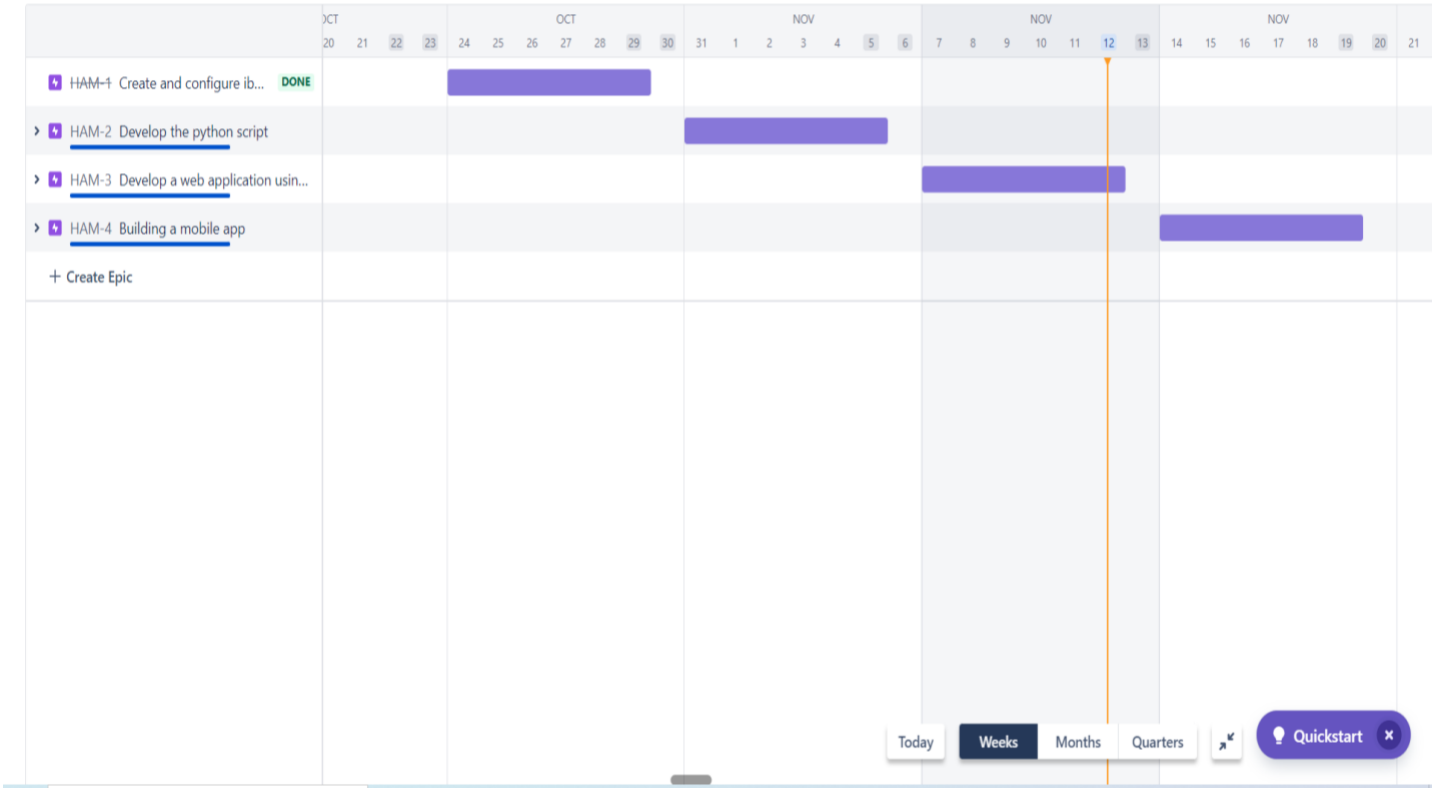 OCT OCT NOV NOV NOV
20 21 22 23 24 25 26 27 28 29 30 31 1 2 3 4 5 6 7 8 9 10 11 12 13 14 15 16 17 18 19 20 21
HAM-1 Create and configure ib... DONE
HAM-2 Develop the python script
HAM-3 Develop a web application usin...
HAM-4 Building a mobile app
+ Create Epic
Today Weeks Months Quarters Quickstart